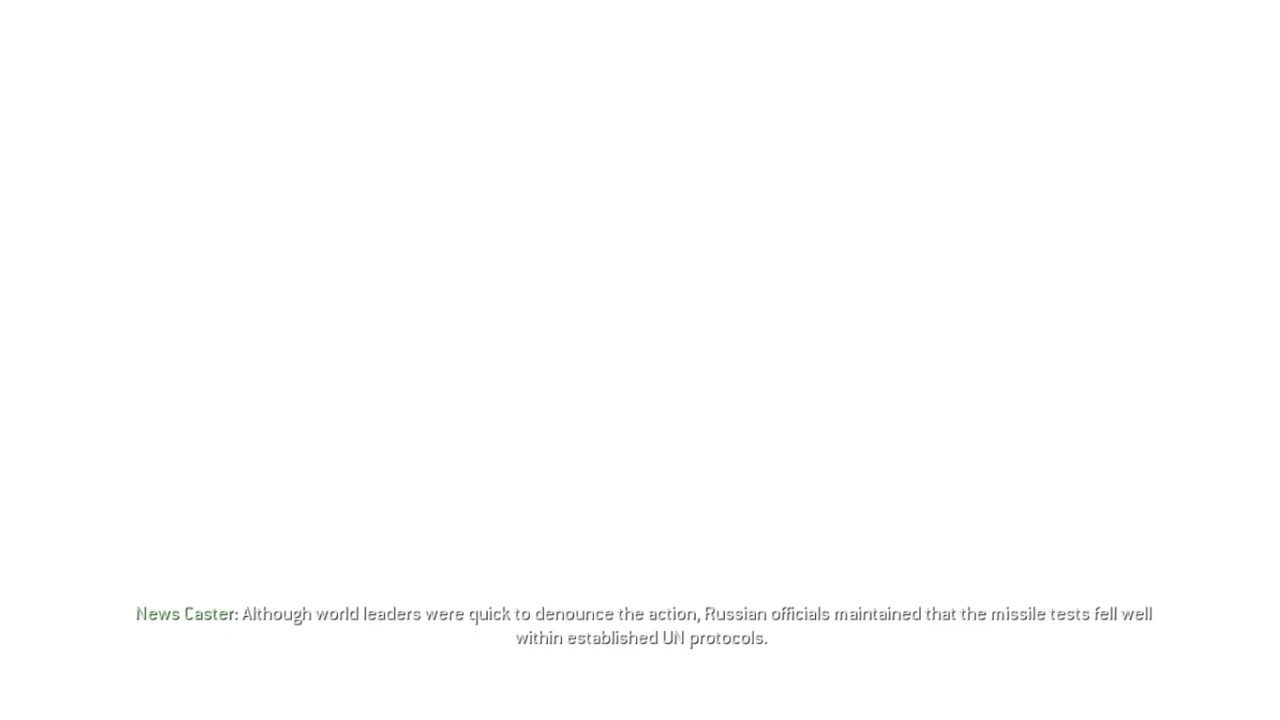 News Caster: Although world leaders were quick to denounce the action, Russian officials maintained that the missile tests fell well
within established UN protocols.